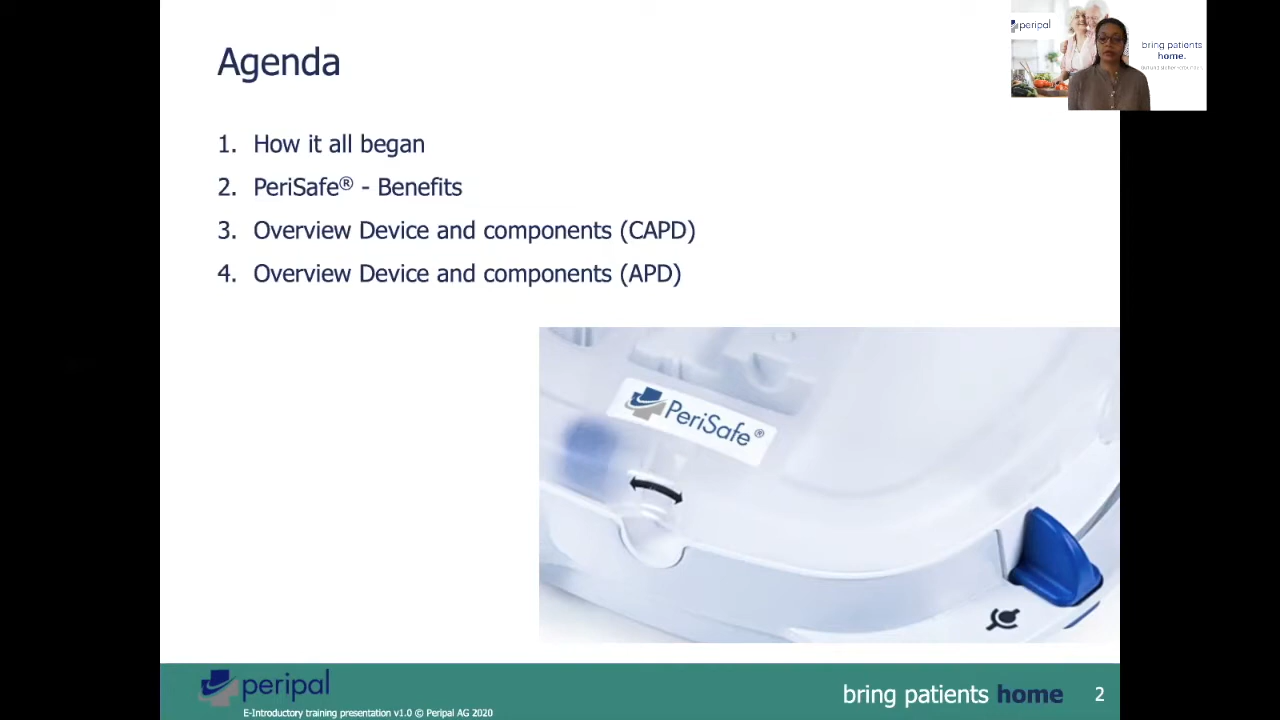 Agenda
peripal
bring patients
home.
1. How it all began
2. PeriSafe® - Benefits
3. Overview Device and components (CAPD)
4. Overview Device and components (APD)
PeriSafe®
peripal
E-Introductory training presentation v1.0 © Peripal AG 2020
bring patients home
2